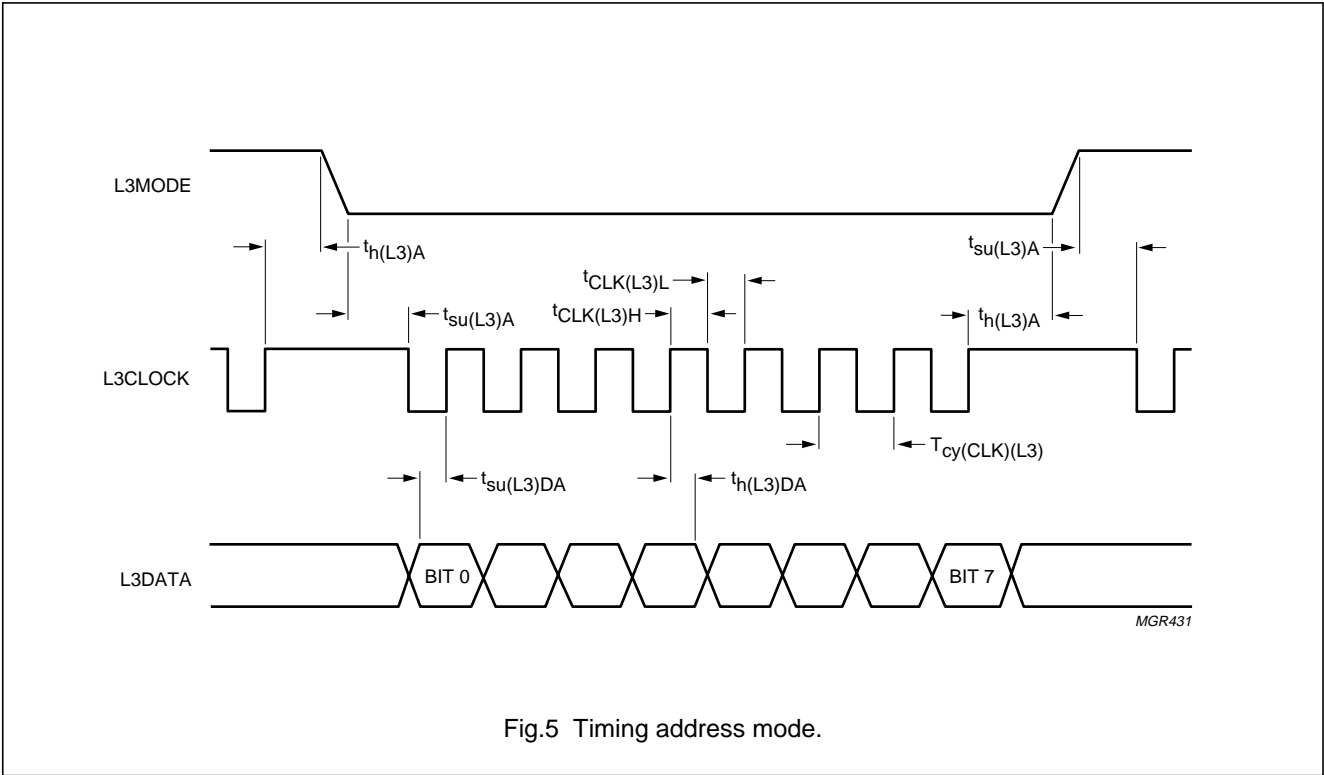 L3MODE
th(L3)A
tsu(L3)A
tCLK(L3)L
tsu(L3)A
tCLK(L3)H
th(L3)A
L3CLOCK
Tcy(CLK)(L3)
tsu(L3)DA
th(L3)DA
L3DATA
BIT 0
BIT 7
MGR431
Fig.5 Timing address mode.